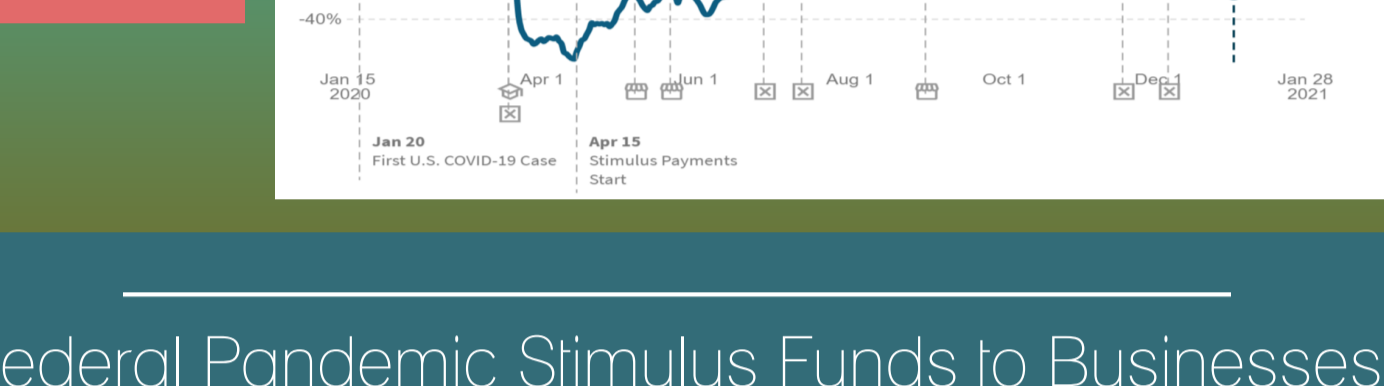 -40%
Jan 15 Apr 1 Jun 1 Aug 1 Oct 1 Dec 1 Jan 28
2020 2021
Jan 20 Apr 15
First U.S. COVID-19 Case Stimulus Payments
Start
ederal Pandemic Stimulus Funds to Businesses